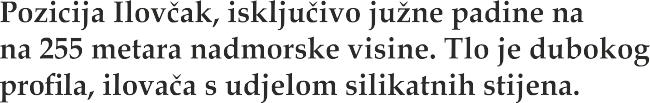 Pozicija Ilovčak, isključivo južne padine na
na 255 metara nadmorske visine. Tlo je dubokog
profila, ilovača s udjelom silikatnih stijena.